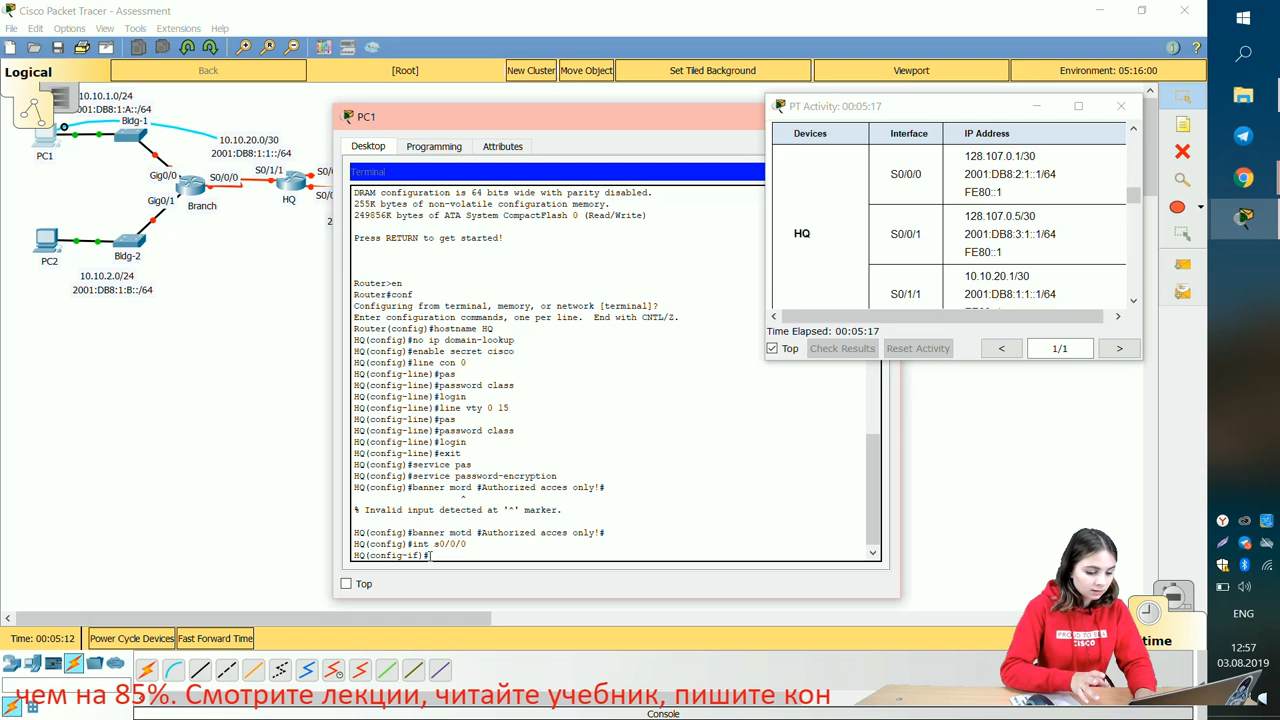 Cisco Packet Tracer - Assessment
File Edit Options View Tools Extensions Help
Logical
Back
[Root]
New Cluster
Move Object
Set Tiled Background
Viewport
Environment: 05:16:00
10.10.1.0/24
2001:DB8:1:A::/64
Bldg-1
PC1
Gig0/0
S0/0/0
10.10.20.0/30
2001:DB8:1:1::/64
S0/1/1
Branch
HQ
Gig0/1
PC2
Bldg-2
10.10.2.0/24
2001:DB8:1:B::/64
PC1
Desktop Programming Attributes
Terminal
DRAM configuration is 64 bits wide with parity disabled.
255K bytes of non-volatile configuration memory.
249856K bytes of ATA System CompactFlash 0 (Read/Write)
Press RETURN to get started!
Router>en
Router#conf
Configuring from terminal, memory, or network [terminal]?
Enter configuration commands, one per line.  End with CNTL/Z.
Router(config)#hostname HQ
HQ(config)#no ip domain-lookup
HQ(config)#enable secret cisco
HQ(config)#line con 0
HQ(config-line)#pas
HQ(config-line)#password class
HQ(config-line)#login
HQ(config-line)#line vty 0 15
HQ(config-line)#pas
HQ(config-line)#password class
HQ(config-line)#login
HQ(config-line)#exit
HQ(config)#service pas
HQ(config)#service password-encryption
HQ(config)#banner mord #Authorized acces only!#
^
% Invalid input detected at '^' marker.
HQ(config)#banner motd #Authorized acces only!#
HQ(config)#int s0/0/0
HQ(config-if)#
Top
PT Activity: 00:05:17
Devices Interface IP Address
HQ
S0/0/0
128.107.0.1/30
2001:DB8:2:1::1/64
FE80::1
S0/0/1
128.107.0.5/30
2001:DB8:3:1::1/64
FE80::1
S0/1/1
10.10.20.1/30
2001:DB8:1:1::1/64
Time Elapsed: 00:05:17
Top
Check Results
Reset Activity
<
1/1
>
Time: 00:05:12
Power Cycle Devices
Fast Forward Time
PROUD TO BE
CISCO
чем на 85%. Смотрите лекции, читайте учебник, пишите кон
Console
ENG
12:57
03.08.2019